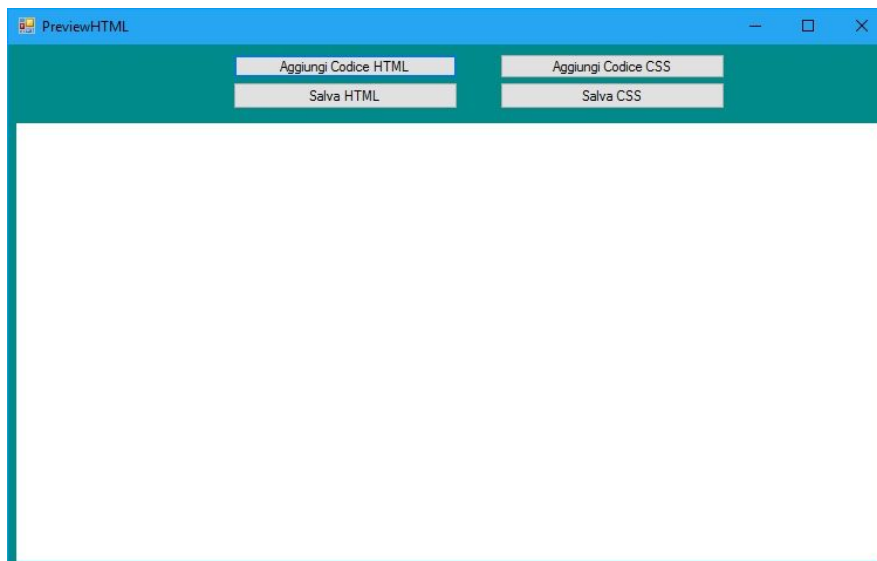 PreviewHTML
Aggiungi Codice HTML Aggiungi Codice CSS
Salva HTML Salva CSS